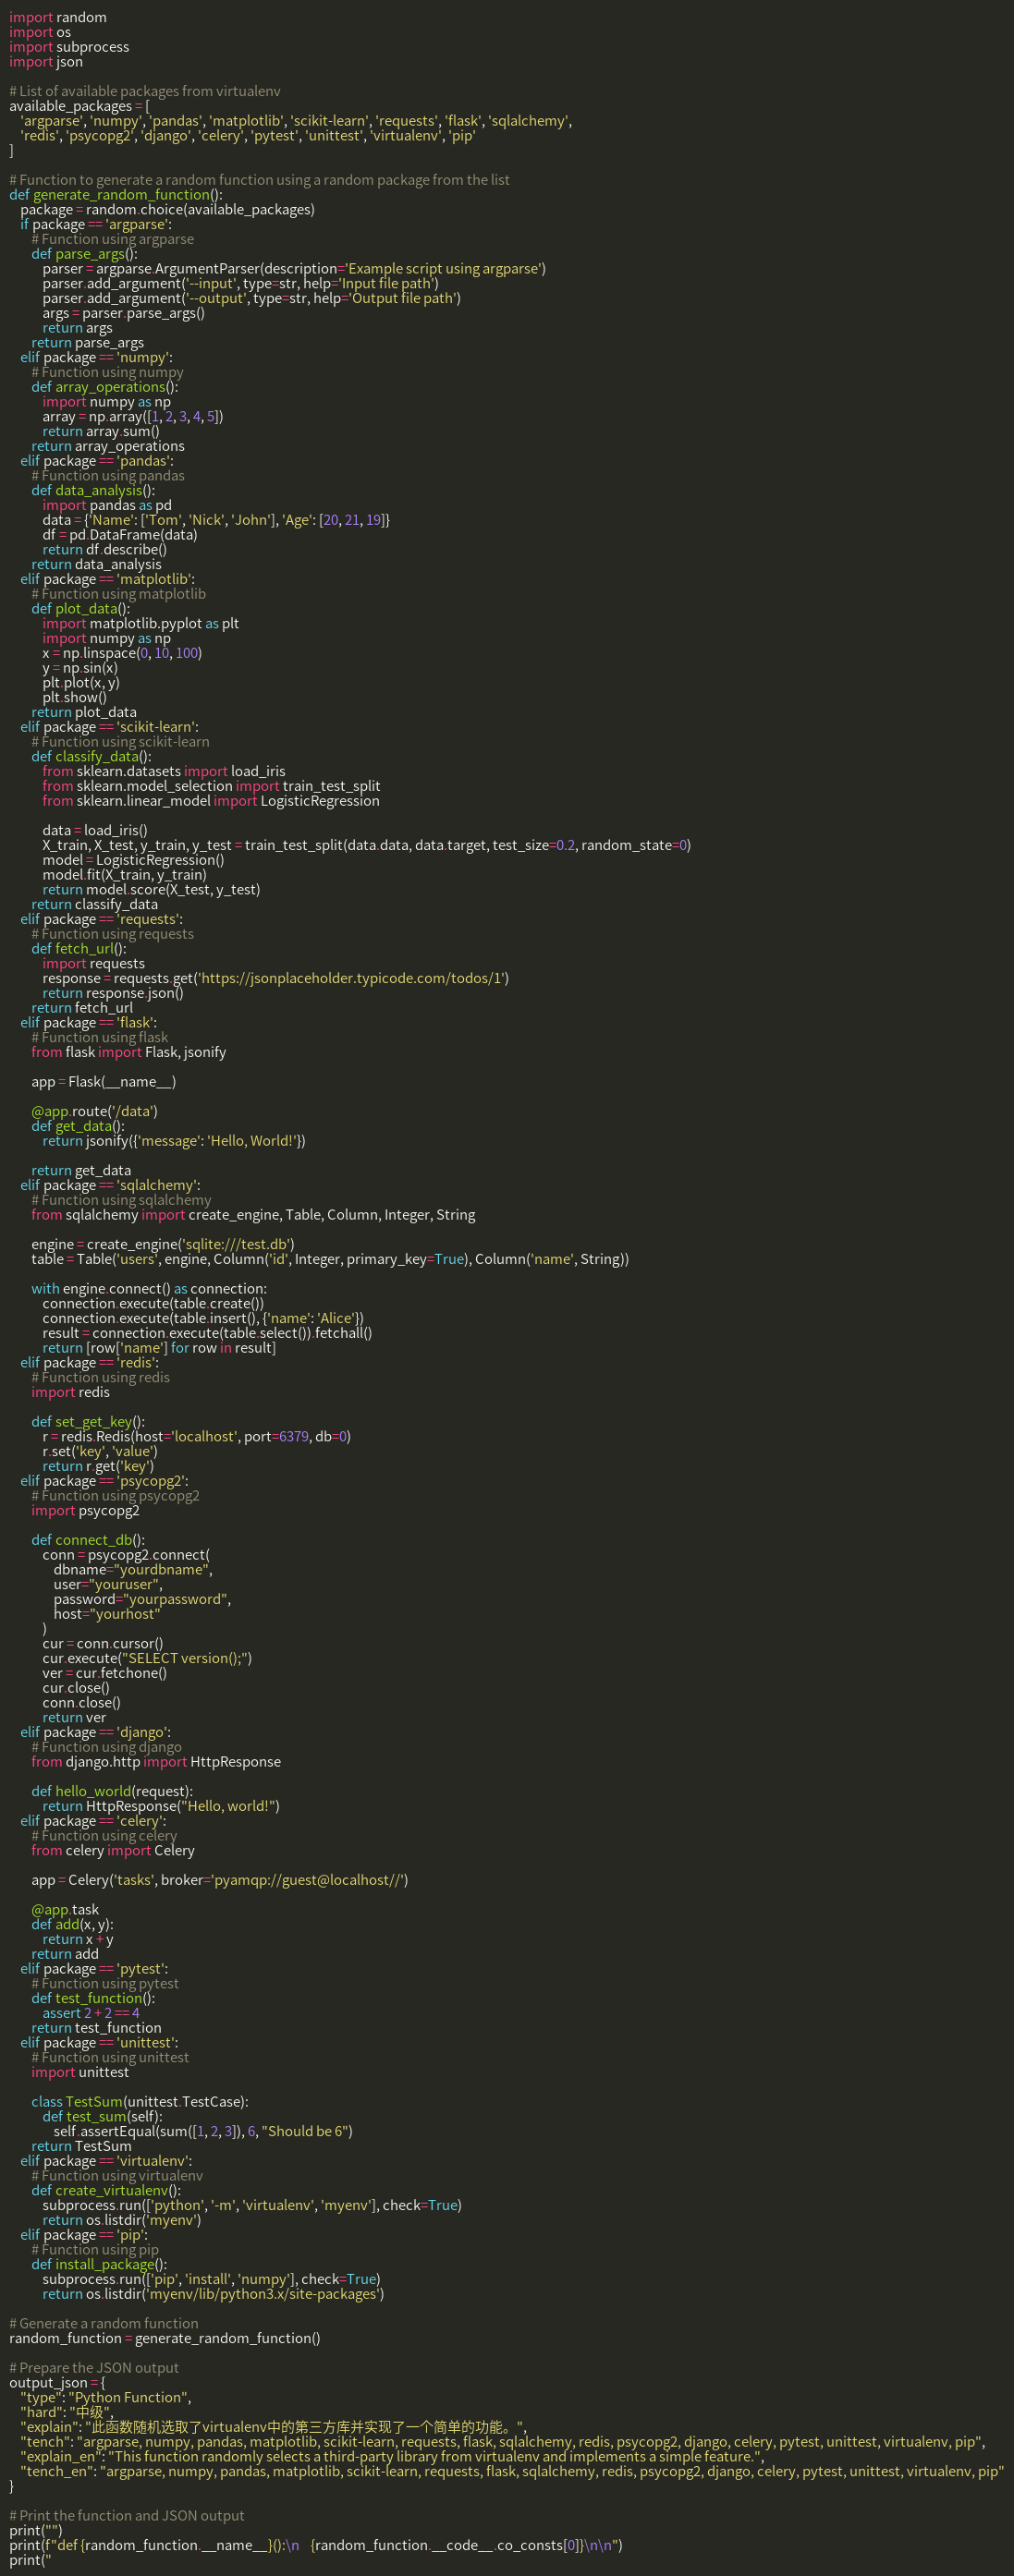 import random
import os
import subprocess
import json

# List of available packages from virtualenv
available_packages = [
    'argparse', 'numpy', 'pandas', 'matplotlib', 'scikit-learn', 'requests', 'flask', 'sqlalchemy',
    'redis', 'psycopg2', 'django', 'celery', 'pytest', 'unittest', 'virtualenv', 'pip'
]

# Function to generate a random function using a random package from the list
def generate_random_function():
    package = random.choice(available_packages)
    if package == 'argparse':
        # Function using argparse
        def parse_args():
            parser = argparse.ArgumentParser(description='Example script using argparse')
            parser.add_argument('--input', type=str, help='Input file path')
            parser.add_argument('--output', type=str, help='Output file path')
            args = parser.parse_args()
            return args
        return parse_args
    elif package == 'numpy':
        # Function using numpy
        def array_operations():
            import numpy as np
            array = np.array([1, 2, 3, 4, 5])
            return array.sum()
        return array_operations
    elif package == 'pandas':
        # Function using pandas
        def data_analysis():
            import pandas as pd
            data = {'Name': ['Tom', 'Nick', 'John'], 'Age': [20, 21, 19]}
            df = pd.DataFrame(data)
            return df.describe()
        return data_analysis
    elif package == 'matplotlib':
        # Function using matplotlib
        def plot_data():
            import matplotlib.pyplot as plt
            import numpy as np
            x = np.linspace(0, 10, 100)
            y = np.sin(x)
            plt.plot(x, y)
            plt.show()
        return plot_data
    elif package == 'scikit-learn':
        # Function using scikit-learn
        def classify_data():
            from sklearn.datasets import load_iris
            from sklearn.model_selection import train_test_split
            from sklearn.linear_model import LogisticRegression

            data = load_iris()
            X_train, X_test, y_train, y_test = train_test_split(data.data, data.target, test_size=0.2, random_state=0)
            model = LogisticRegression()
            model.fit(X_train, y_train)
            return model.score(X_test, y_test)
        return classify_data
    elif package == 'requests':
        # Function using requests
        def fetch_url():
            import requests
            response = requests.get('https://jsonplaceholder.typicode.com/todos/1')
            return response.json()
        return fetch_url
    elif package == 'flask':
        # Function using flask
        from flask import Flask, jsonify

        app = Flask(__name__)

        @app.route('/data')
        def get_data():
            return jsonify({'message': 'Hello, World!'})

        return get_data
    elif package == 'sqlalchemy':
        # Function using sqlalchemy
        from sqlalchemy import create_engine, Table, Column, Integer, String

        engine = create_engine('sqlite:///test.db')
        table = Table('users', engine, Column('id', Integer, primary_key=True), Column('name', String))

        with engine.connect() as connection:
            connection.execute(table.create())
            connection.execute(table.insert(), {'name': 'Alice'})
            result = connection.execute(table.select()).fetchall()
            return [row['name'] for row in result]
    elif package == 'redis':
        # Function using redis
        import redis

        def set_get_key():
            r = redis.Redis(host='localhost', port=6379, db=0)
            r.set('key', 'value')
            return r.get('key')
    elif package == 'psycopg2':
        # Function using psycopg2
        import psycopg2

        def connect_db():
            conn = psycopg2.connect(
                dbname="yourdbname",
                user="youruser",
                password="yourpassword",
                host="yourhost"
            )
            cur = conn.cursor()
            cur.execute("SELECT version();")
            ver = cur.fetchone()
            cur.close()
            conn.close()
            return ver
    elif package == 'django':
        # Function using django
        from django.http import HttpResponse

        def hello_world(request):
            return HttpResponse("Hello, world!")
    elif package == 'celery':
        # Function using celery
        from celery import Celery

        app = Celery('tasks', broker='pyamqp://guest@localhost//')

        @app.task
        def add(x, y):
            return x + y
        return add
    elif package == 'pytest':
        # Function using pytest
        def test_function():
            assert 2 + 2 == 4
        return test_function
    elif package == 'unittest':
        # Function using unittest
        import unittest

        class TestSum(unittest.TestCase):
            def test_sum(self):
                self.assertEqual(sum([1, 2, 3]), 6, "Should be 6")
        return TestSum
    elif package == 'virtualenv':
        # Function using virtualenv
        def create_virtualenv():
            subprocess.run(['python', '-m', 'virtualenv', 'myenv'], check=True)
            return os.listdir('myenv')
    elif package == 'pip':
        # Function using pip
        def install_package():
            subprocess.run(['pip', 'install', 'numpy'], check=True)
            return os.listdir('myenv/lib/python3.x/site-packages')

# Generate a random function
random_function = generate_random_function()

# Prepare the JSON output
output_json = {
    "type": "Python Function",
    "hard": "中级",
    "explain": "此函数随机选取了virtualenv中的第三方库并实现了一个简单的功能。",
    "tench": "argparse, numpy, pandas, matplotlib, scikit-learn, requests, flask, sqlalchemy, redis, psycopg2, django, celery, pytest, unittest, virtualenv, pip",
    "explain_en": "This function randomly selects a third-party library from virtualenv and implements a simple feature.",
    "tench_en": "argparse, numpy, pandas, matplotlib, scikit-learn, requests, flask, sqlalchemy, redis, psycopg2, django, celery, pytest, unittest, virtualenv, pip"
}

# Print the function and JSON output
print("")
print(f"def {random_function.__name__}():\n    {random_function.__code__.co_consts[0]}\n\n")
print("